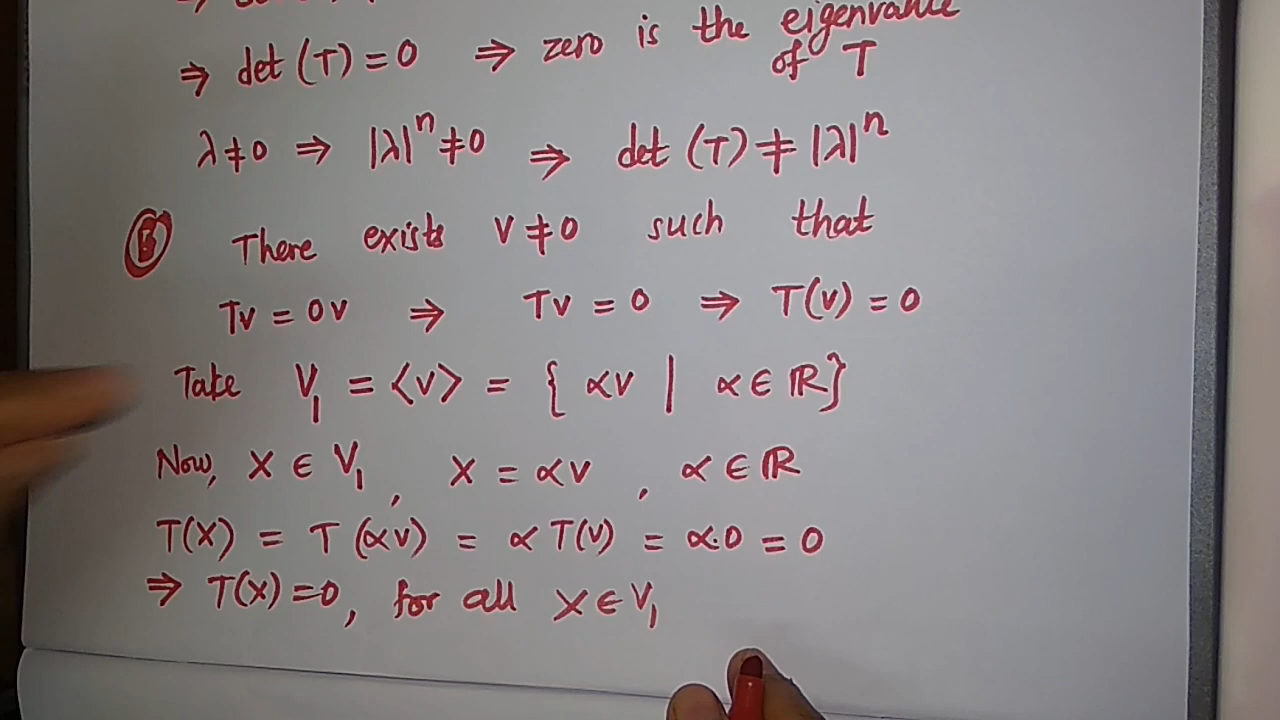 ⇒ det (T) = 0 ⇒ zero is the eigenvalue of T
λ≠0 ⇒ |λ|ⁿ ≠0 ⇒ det (T) ≠ |λ|ⁿ
(B) There exists v≠0 such that
Tv = 0v ⇒ Tv = 0 ⇒ T(v) = 0
Take V₁ = <v> = { αv | α∈ℝ}
Now, x ∈ V₁, x = αv, α∈ℝ
T(x) = T(αv) = αT(v) = α.0 = 0
⇒ T(x) =0, for all x∈V₁